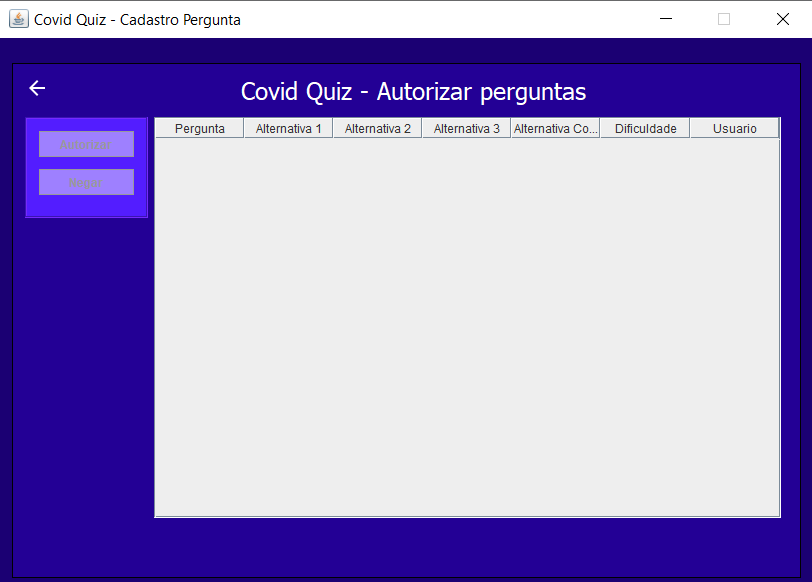 Covid Quiz - Cadastro Pergunta
Covid Quiz - Autorizar perguntas
Autorizar
Negar
Pergunta Alternativa 1 Alternativa 2 Alternativa 3 Alternativa Co... Dificuldade Usuario